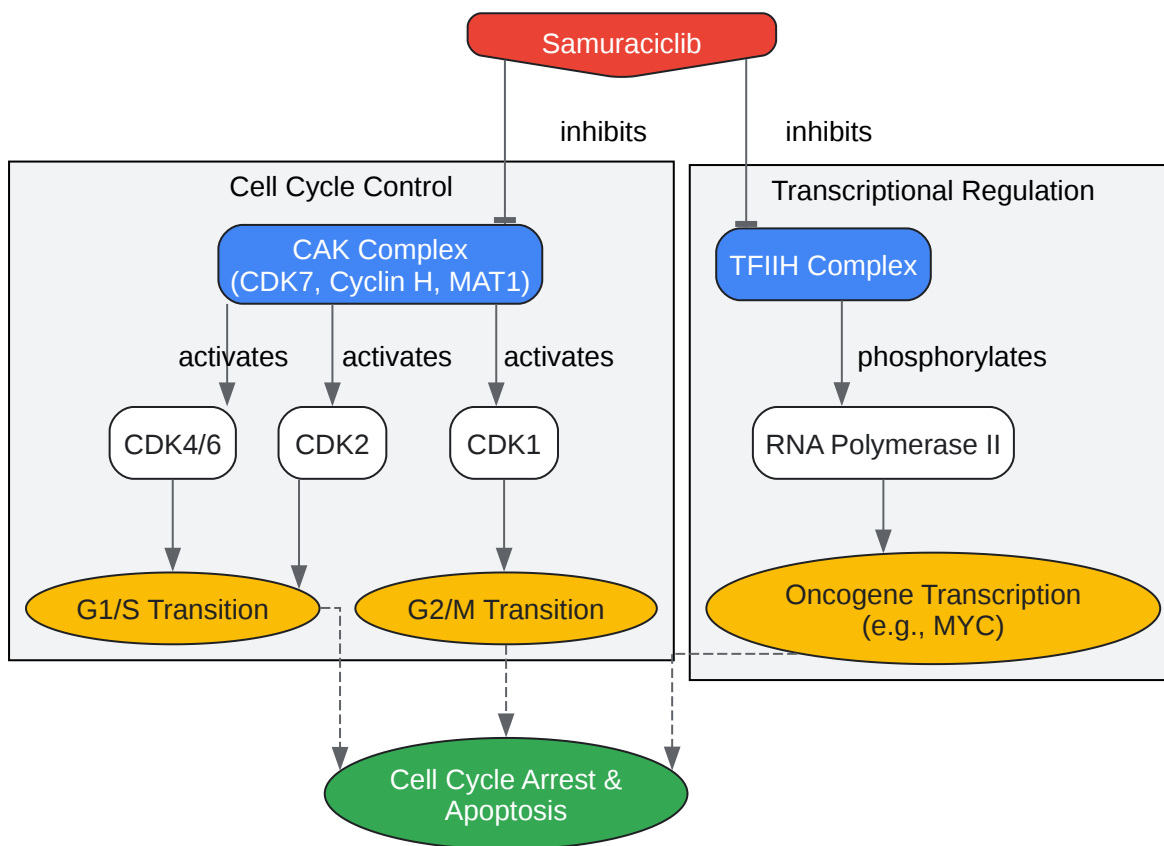 Samuraciclib
inhibits
inhibits
Cell Cycle Control
Transcriptional Regulation
CAK Complex
(CDK7, Cyclin H, MAT1)
TFIIH Complex
activates
activates
activates
phosphorylates
CDK4/6
CDK2
CDK1
RNA Polymerase II
G1/S Transition
G2/M Transition
Oncogene Transcription
(e.g., MYC)
Cell Cycle Arrest &
Apoptosis